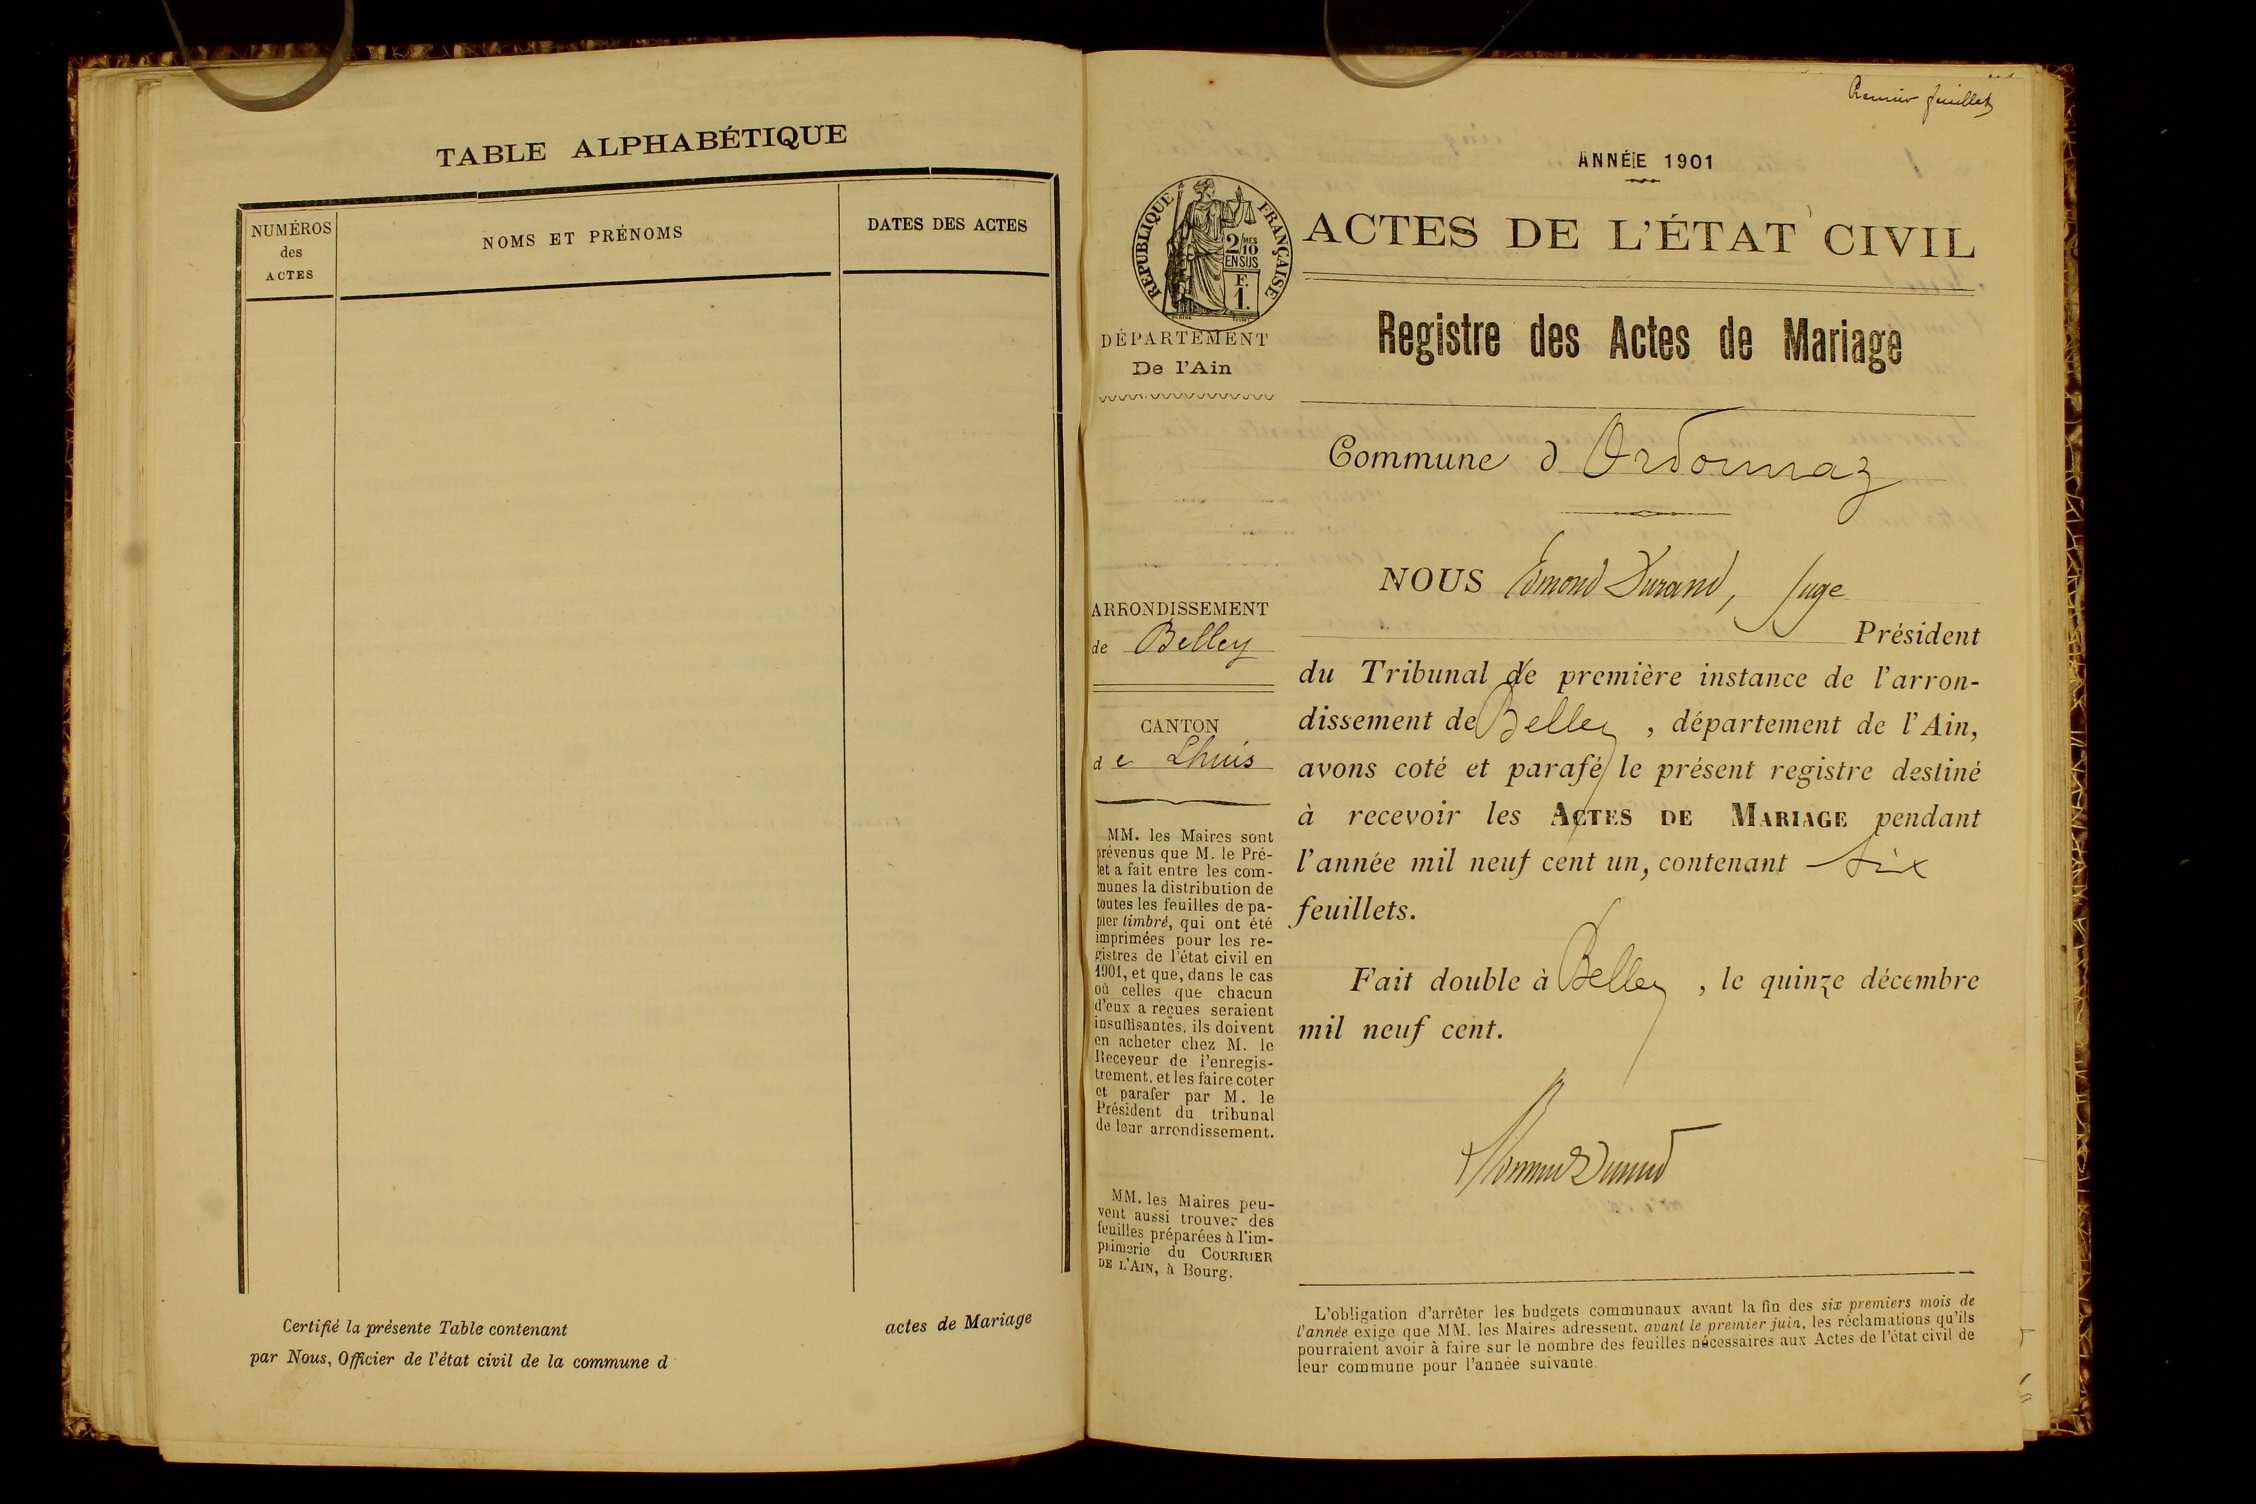 TABLE ALPHABÉTIQUE
NUMÉROS
des
ACTES
NOMS ET PRÉNOMS
DATES DES ACTES
Certifié la présente Table contenant actes de Mariage
par Nous, Officier de l'état civil de la commune d
Premier feuillet
ANNÉE 1901
RÉPUBLIQUE FRANÇAISE
2/10 MES
EN SUS
F.
1.
ACTES DE L'ÉTAT CIVIL
DÉPARTEMENT
De l'Ain
Registre des Actes de Mariage
Commune d Ordonnaz
ARRONDISSEMENT
de Belley
CANTON
de Lhuis
MM. les Maires sont
prévenus que M. le Pré-
fet a fait entre les com-
munes la distribution de
toutes les feuilles de pa-
pier timbré, qui ont été
imprimées pour les re-
gistres de l'état civil en
1901, et que, dans le cas
où celles que chacun
d'eux a reçues seraient
insuffisantes, ils doivent
en acheter chez M. le
Receveur de l'enregis-
trement, et les faire coter
et parafer par M. le
Président du tribunal
de leur arrondissement.
MM. les Maires peu-
vent aussi trouver des
feuilles préparées à l'im-
primerie du COURRIER
DE L'AIN, à Bourg.
NOUS Edmond Durand, Juge
Président
du Tribunal de première instance de l'arron-
dissement de Belley, département de l'Ain,
avons coté et parafé le présent registre destiné
à recevoir les ACTES DE MARIAGE pendant
l'année mil neuf cent un, contenant six
feuillets.
Fait double à Belley, le quinze décembre
mil neuf cent.
L'obligation d'arrêter les budgets communaux avant la fin des six premiers mois de
l'année exige que MM. les Maires adressent, avant le premier juin, les réclamations qu'ils
pourraient avoir à faire sur le nombre des feuilles nécessaires aux Actes de l'état civil de
leur commune pour l'année suivante.